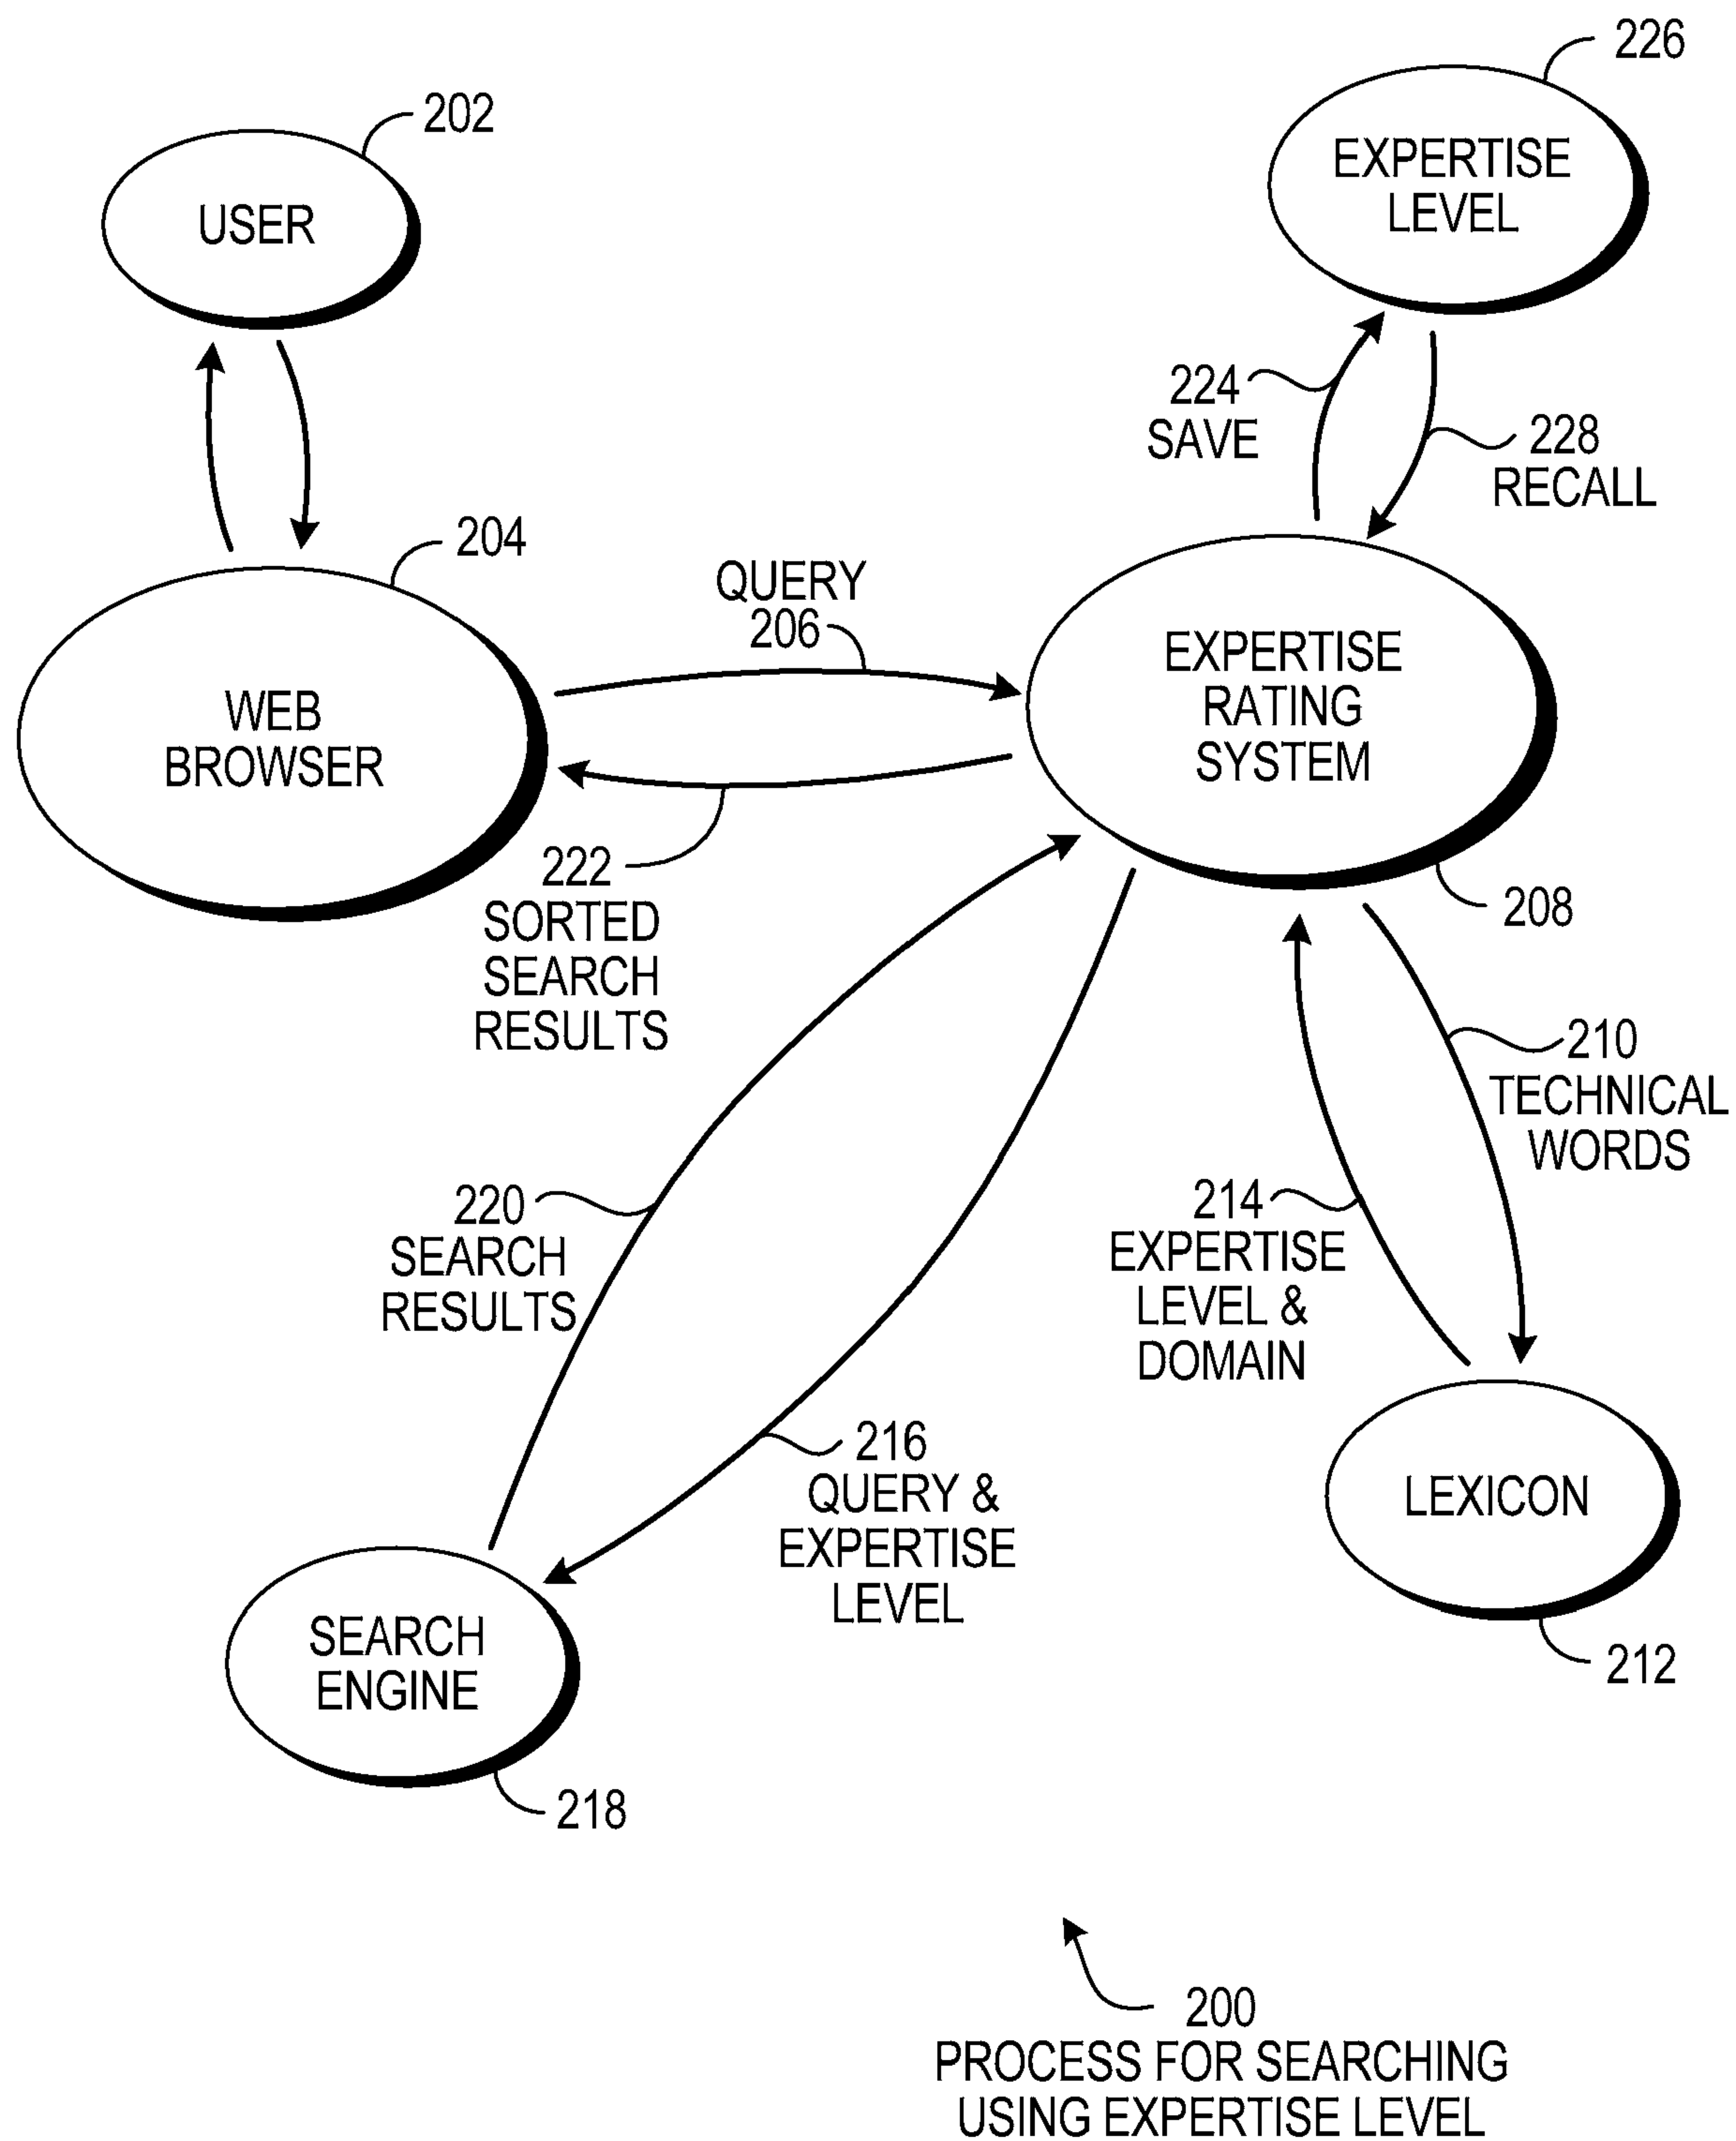 226
202
EXPERTISE
LEVEL
USER
224
SAVE
228
RECALL
204
QUERY
206
EXPERTISE
RATING
SYSTEM
WEB
BROWSER
222
SORTED
SEARCH
RESULTS
208
210
TECHNICAL
WORDS
220
SEARCH
RESULTS
214
EXPERTISE
LEVEL &
DOMAIN
216
QUERY &
EXPERTISE
LEVEL
LEXICON
SEARCH
ENGINE
212
218
200
PROCESS FOR SEARCHING
USING EXPERTISE LEVEL